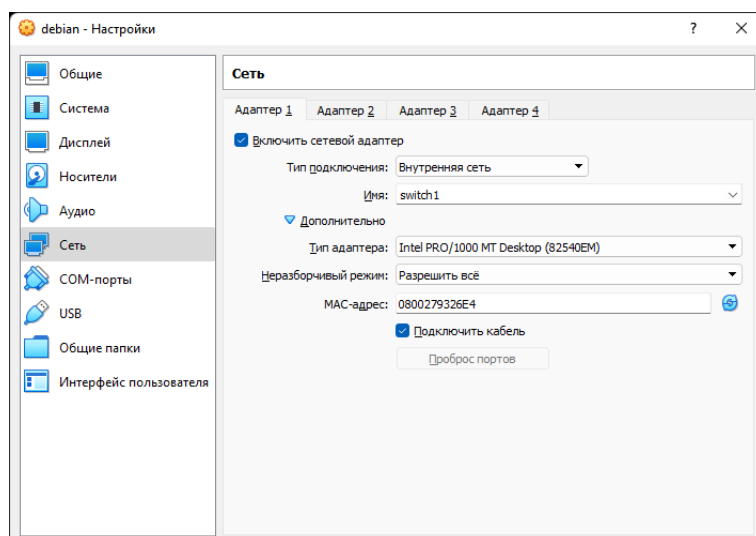 debian - Настройки
?
Общие
Система
Дисплей
Носители
Аудио
Сеть
COM-порты
USB
Общие папки
Интерфейс пользователя
Сеть
Адаптер 1 Адаптер 2 Адаптер 3 Адаптер 4
Включить сетевой адаптер
Тип подключения: Внутренняя сеть
Имя: switch1
Дополнительно
Тип адаптера: Intel PRO/1000 MT Desktop (82540EM)
Неразборчивый режим: Разрешить всё
MAC-адрес: 0800279326E4
Подключить кабель
Проброс портов